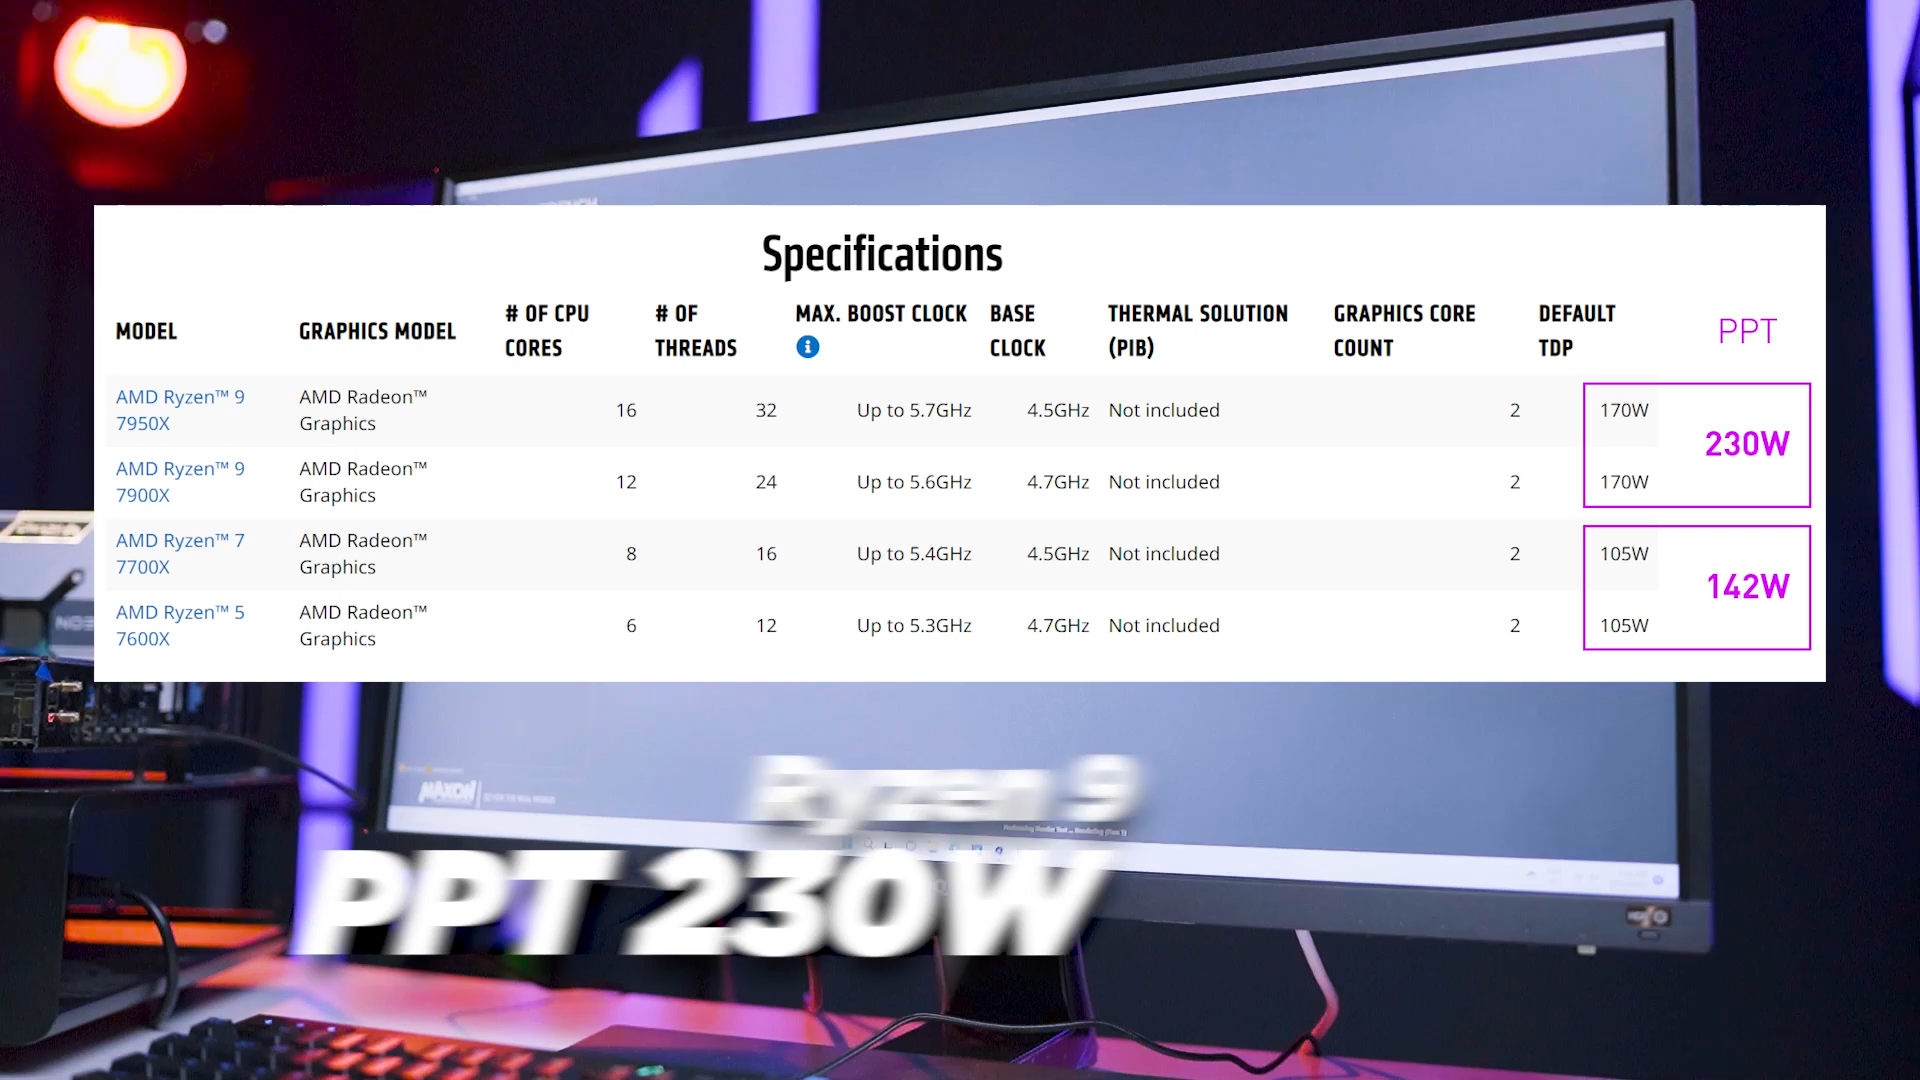 Specifications
MODEL GRAPHICS MODEL # OF CPU CORES # OF THREADS MAX. BOOST CLOCK BASE CLOCK THERMAL SOLUTION (PIB) GRAPHICS CORE COUNT DEFAULT TDP PPT
AMD Ryzen™ 9 7950X AMD Radeon™ Graphics 16 32 Up to 5.7GHz 4.5GHz Not included 2 170W
230W
AMD Ryzen™ 9 7900X AMD Radeon™ Graphics 12 24 Up to 5.6GHz 4.7GHz Not included 2 170W
AMD Ryzen™ 7 7700X AMD Radeon™ Graphics 8 16 Up to 5.4GHz 4.5GHz Not included 2 105W
142W
AMD Ryzen™ 5 7600X AMD Radeon™ Graphics 6 12 Up to 5.3GHz 4.7GHz Not included 2 105W
MAXON
Ryzen 9
PPT 230W